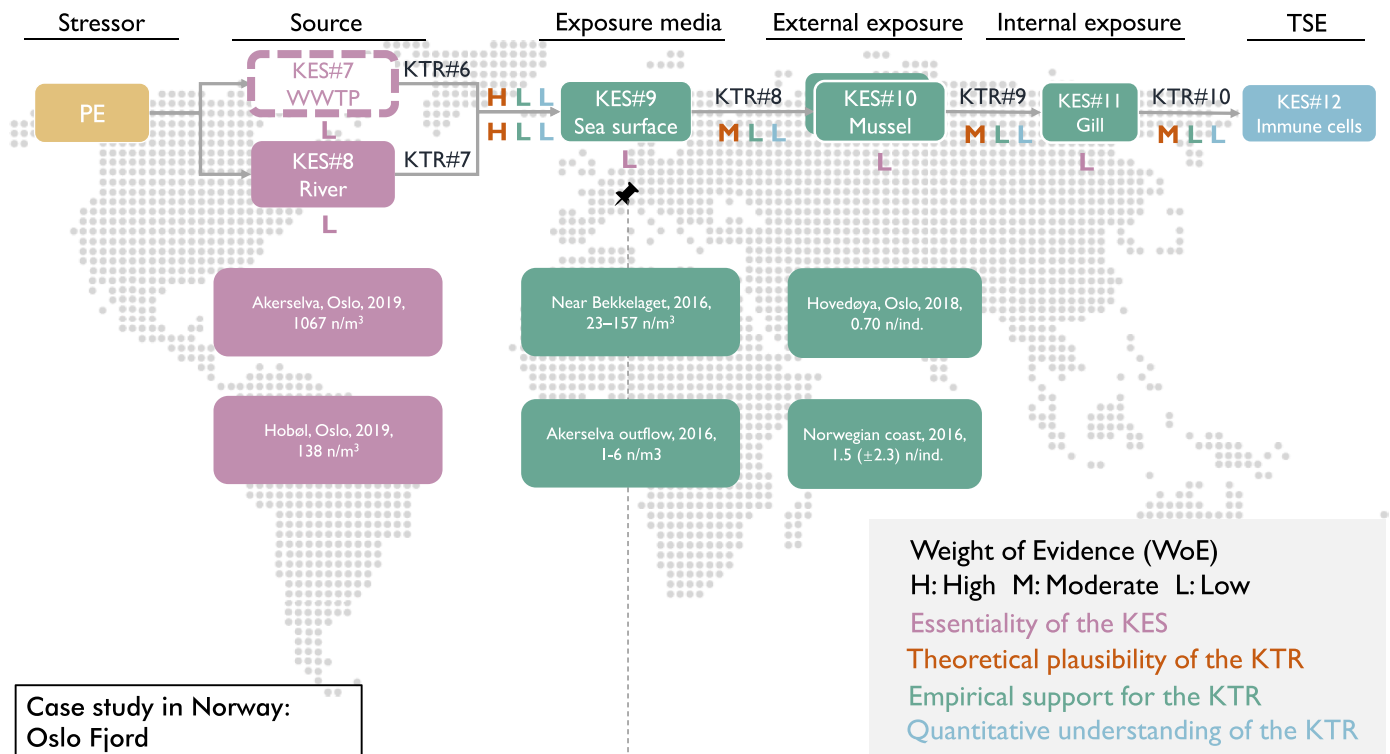 Stressor
Source
Exposure media
External exposure
Internal exposure
TSE
PE
KES#7
WWTP
L
KES#8
River
L
KTR#6
H L L
H L L
KTR#7
KES#9
Sea surface
L
KTR#8
M L L
KES#10
Mussel
L
KTR#9
M L L
KES#11
Gill
L
KTR#10
M L L
KES#12
Immune cells
Akerselva, Oslo, 2019,
1067 n/m³
Near Bekkelaget, 2016,
23–157 n/m³
Hovedøya, Oslo, 2018,
0.70 n/ind.
Hobøl, Oslo, 2019,
138 n/m³
Akerselva outflow, 2016,
1-6 n/m3
Norwegian coast, 2016,
1.5 (±2.3) n/ind.
Weight of Evidence (WoE)
H: High M: Moderate L: Low
Essentiality of the KES
Theoretical plausibility of the KTR
Empirical support for the KTR
Quantitative understanding of the KTR
Case study in Norway:
Oslo Fjord